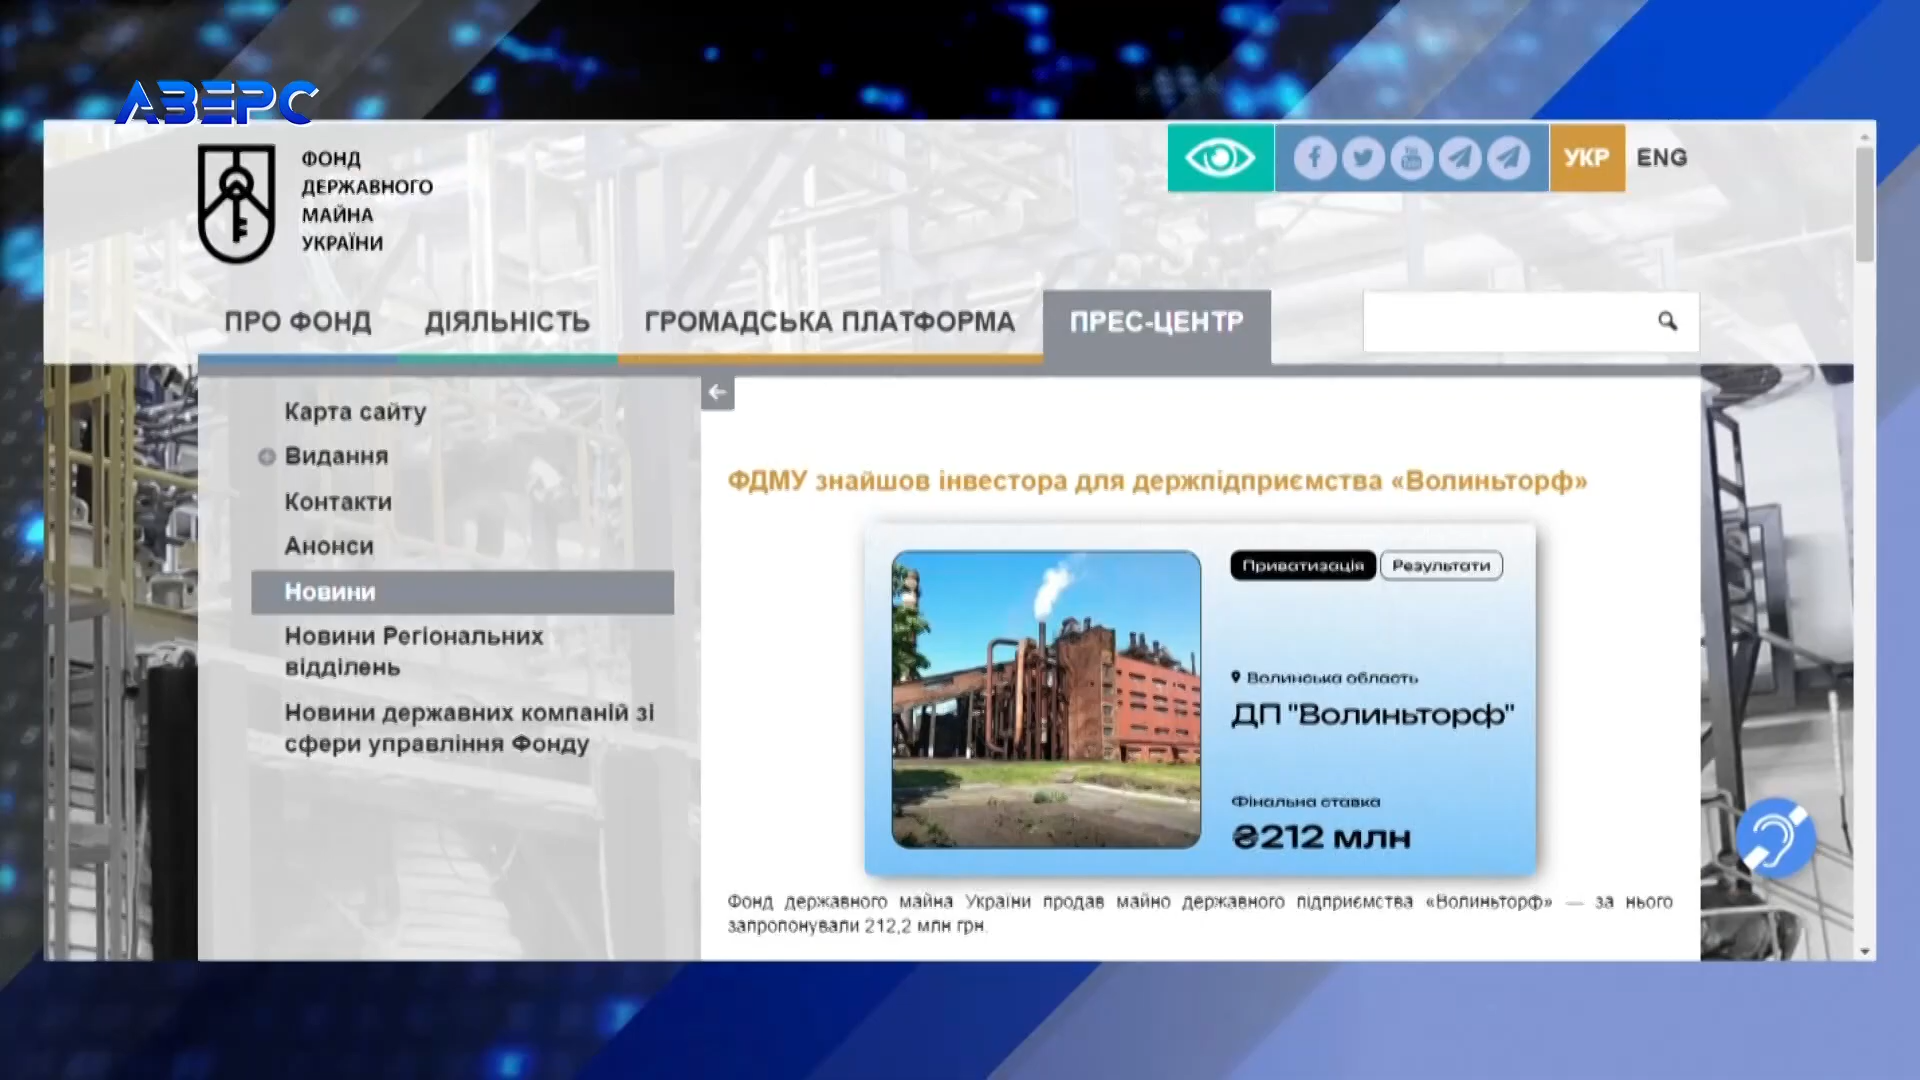 АВЕРС
ФОНД
ДЕРЖАВНОГО
МАЙНА
УКРАЇНИ
УКР
ENG
ПРО ФОНД
ДІЯЛЬНІСТЬ
ГРОМАДСЬКА ПЛАТФОРМА
ПРЕС-ЦЕНТР
Карта сайту
Видання
Контакти
Анонси
Новини
Новини Регіональних
відділень
Новини державних компаній зі
сфери управління Фонду
ФДМУ знайшов інвестора для держпідприємства «Волиньторф»
Приватизація
Результати
Волинська область
ДП "Волиньторф"
Фінальна ставка
₴212 млн
Фонд державного майна України продав майно державного підприємства «Волиньторф» — за нього
запропонували 212,2 млн грн.